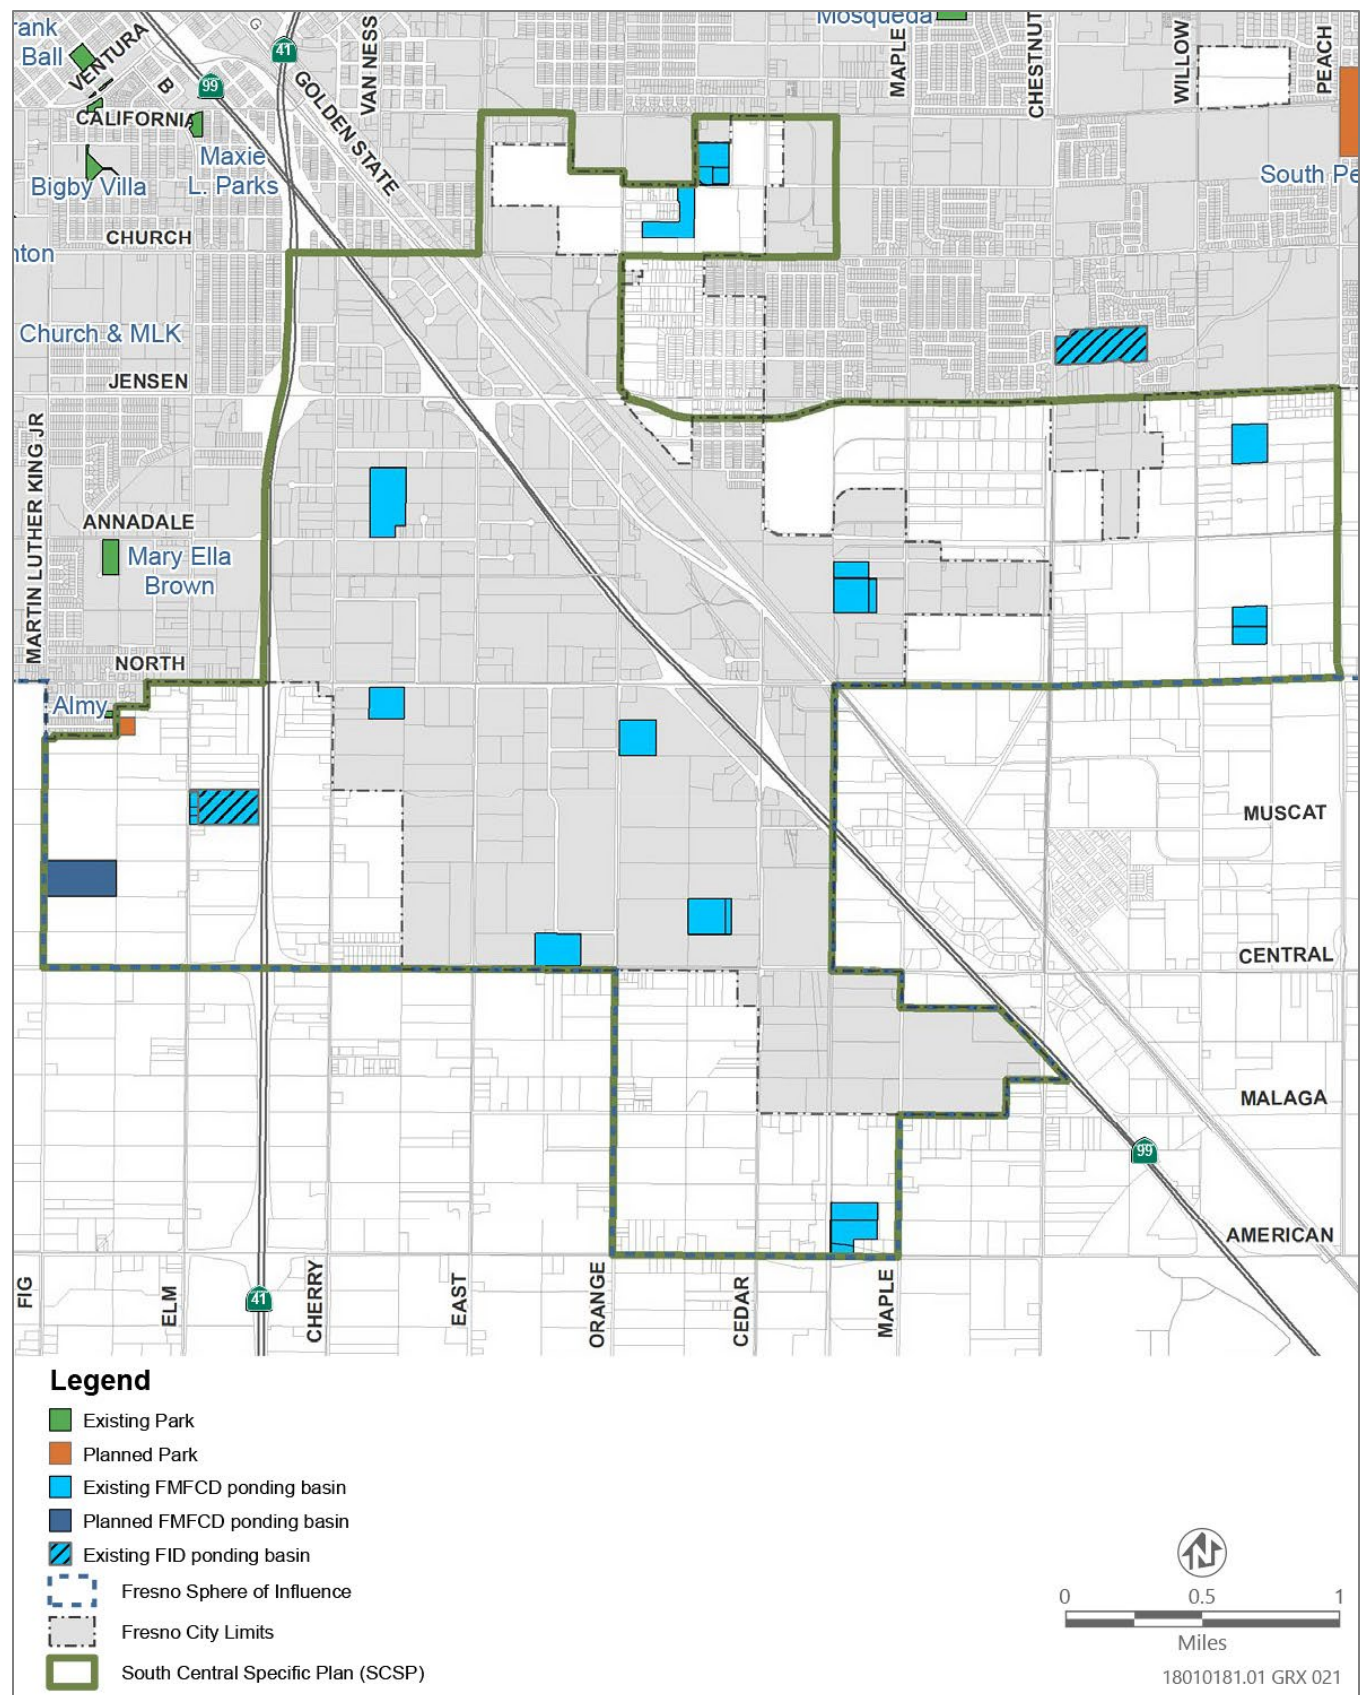 Mosqueda
rank
Ball
VENTURA
B
G
41
99
GOLDEN STATE
VAN NESS
MAPLE
CHESTNUT
WILLOW
PEACH
CALIFORNIA
Maxie
L. Parks
Bigby Villa
South Pe
CHURCH
nton
Church & MLK
JENSEN
MARTIN LUTHER KING JR
ANNADALE
Mary Ella
Brown
NORTH
Almy
MUSCAT
CENTRAL
MALAGA
99
AMERICAN
FIG
ELM
41
CHERRY
EAST
ORANGE
CEDAR
MAPLE
Legend
Existing Park
Planned Park
Existing FMFCD ponding basin
Planned FMFCD ponding basin
Existing FID ponding basin
Fresno Sphere of Influence
Fresno City Limits
South Central Specific Plan (SCSP)
N
0 0.5 1
Miles
18010181.01 GRX 021